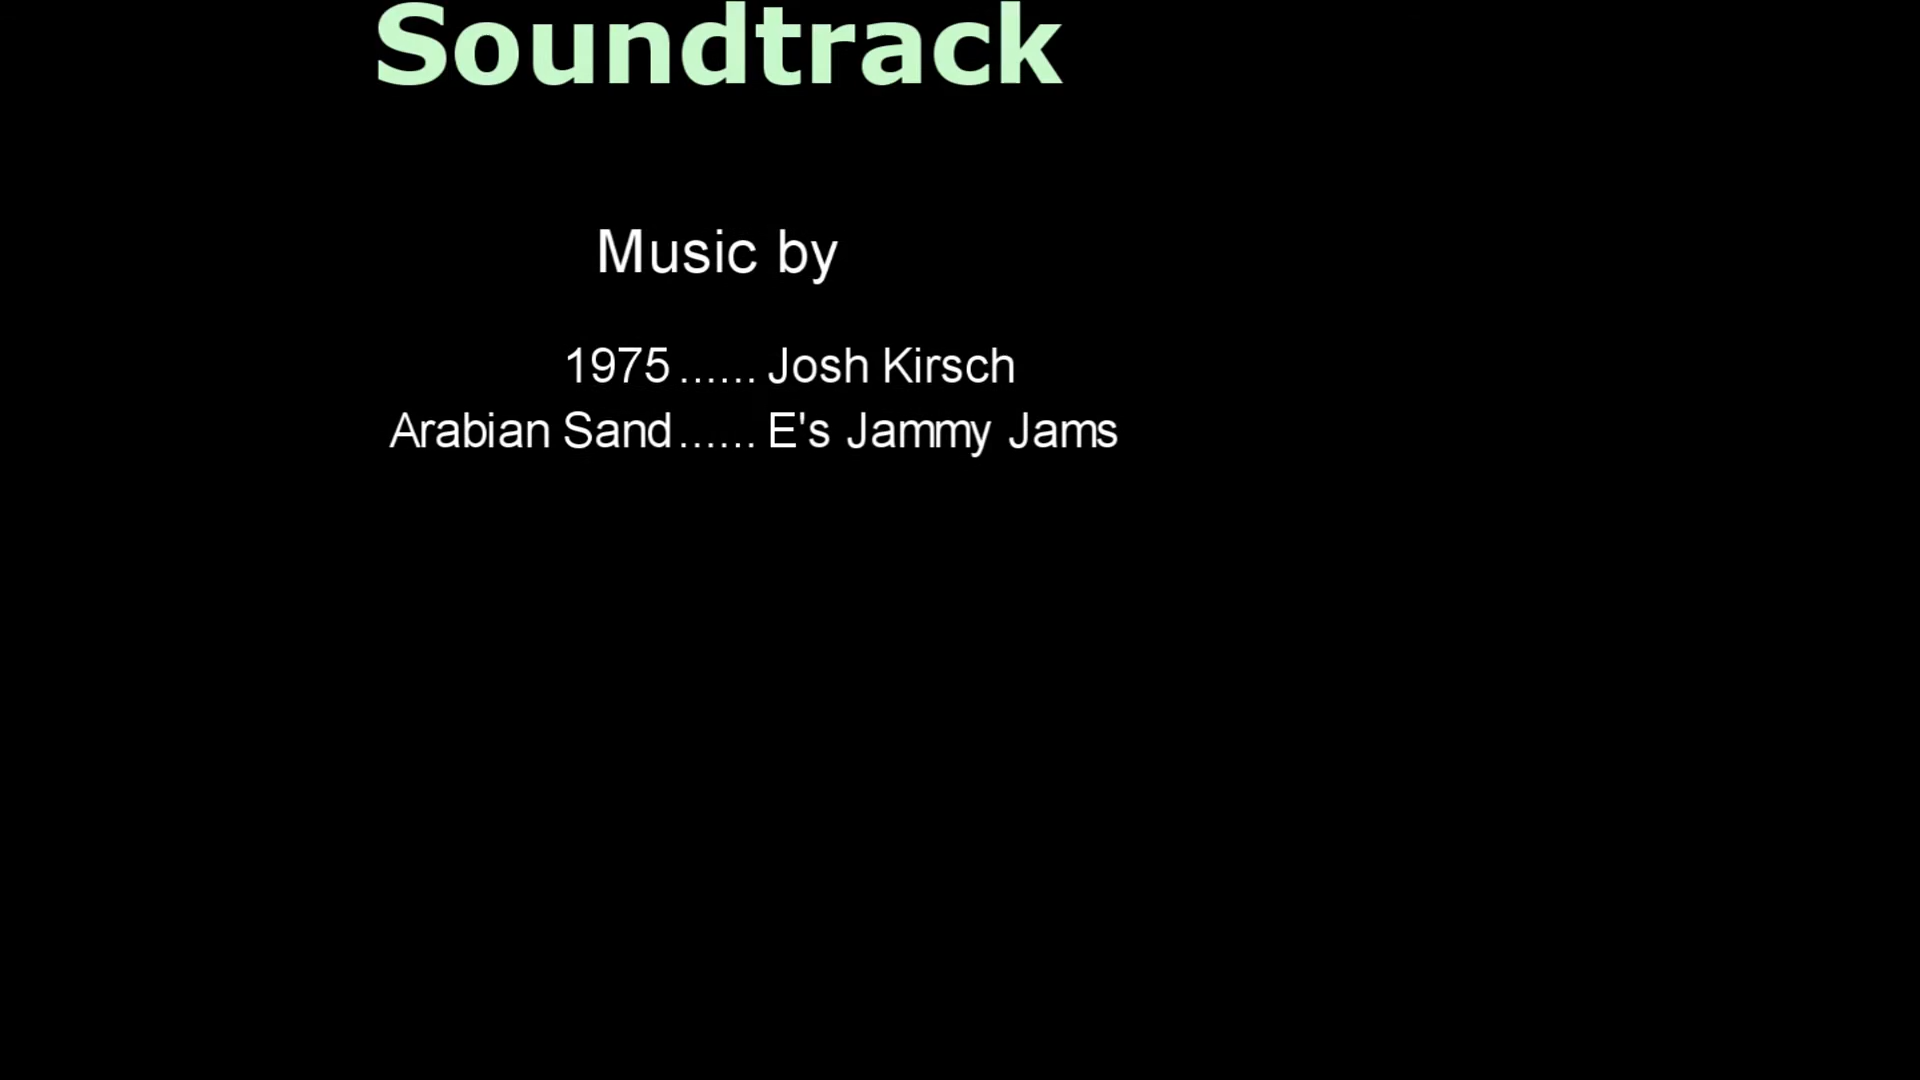 Soundtrack
Music by
1975 ...... Josh Kirsch
Arabian Sand ...... E's Jammy Jams